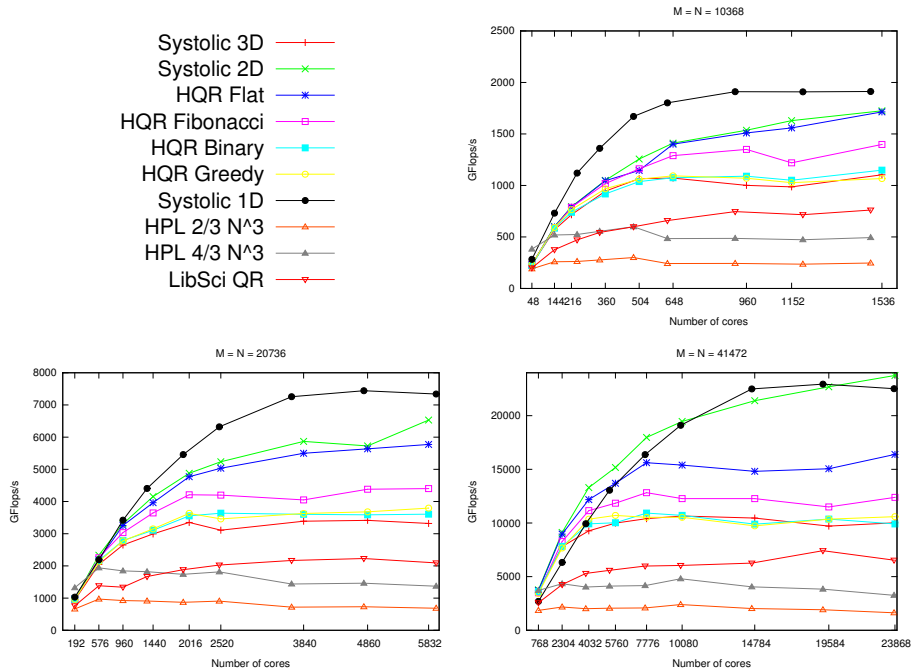 Systolic 3D
Systolic 2D
HQR Flat
HQR Fibonacci
HQR Binary
HQR Greedy
Systolic 1D
HPL 2/3 N^3
HPL 4/3 N^3
LibSci QR
M = N = 10368
2500
2000
1500
1000
500
0
GFlops/s
48 144 216 360 504 648 960 1152 1536
Number of cores
M = N = 20736
8000
7000
6000
5000
4000
3000
2000
1000
0
GFlops/s
192 576 960 1440 2016 2520 3840 4860 5832
Number of cores
M = N = 41472
20000
15000
10000
5000
0
GFlops/s
768 2304 4032 5760 7776 10080 14784 19584 23868
Number of cores